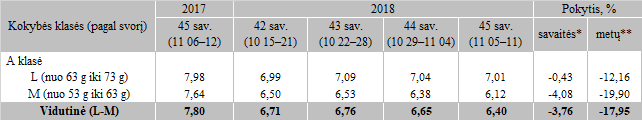 Kokybės klasės (pagal svorį) 2017 2018 Pokytis, %
45 sav. (11 06–12) 42 sav. (10 15–21) 43 sav. (10 22–28) 44 sav. (10 29–11 04) 45 sav. (11 05–11) savaitės* metų**
A klasė
L (nuo 63 g iki 73 g) 7,98 6,99 7,09 7,04 7,01 -0,43 -12,16
M (nuo 53 g iki 63 g) 7,64 6,50 6,53 6,38 6,12 -4,08 -19,90
Vidutinė (L-M) 7,80 6,71 6,76 6,65 6,40 -3,76 -17,95